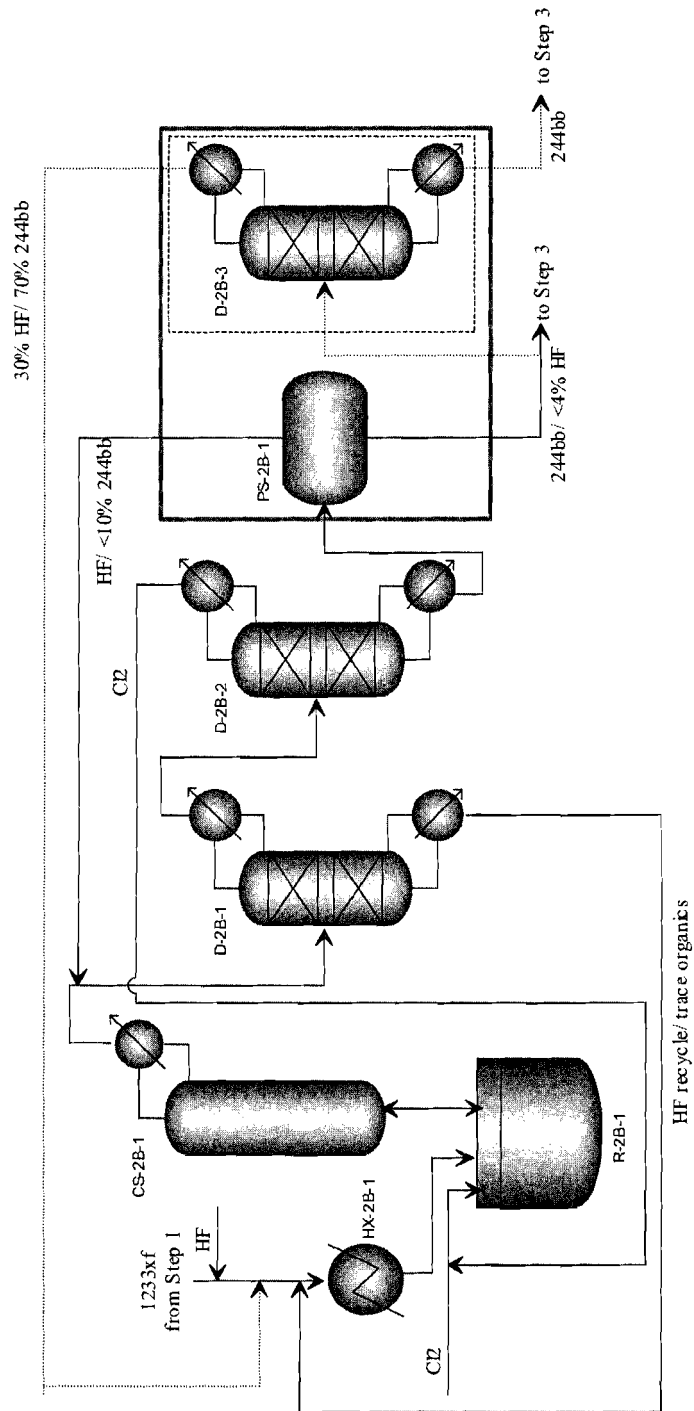 30% HF/ 70% 244bb
HF/ <10% 244bb
Cl2
1233xf
from Step 1
HF
CS-2B-1
HX-2B-1
Cl2
R-2B-1
D-2B-1
D-2B-2
PS-2B-1
D-2B-3
244bb/ <4% HF
to Step 3
244bb
to Step 3
HF recycle/ trace organics